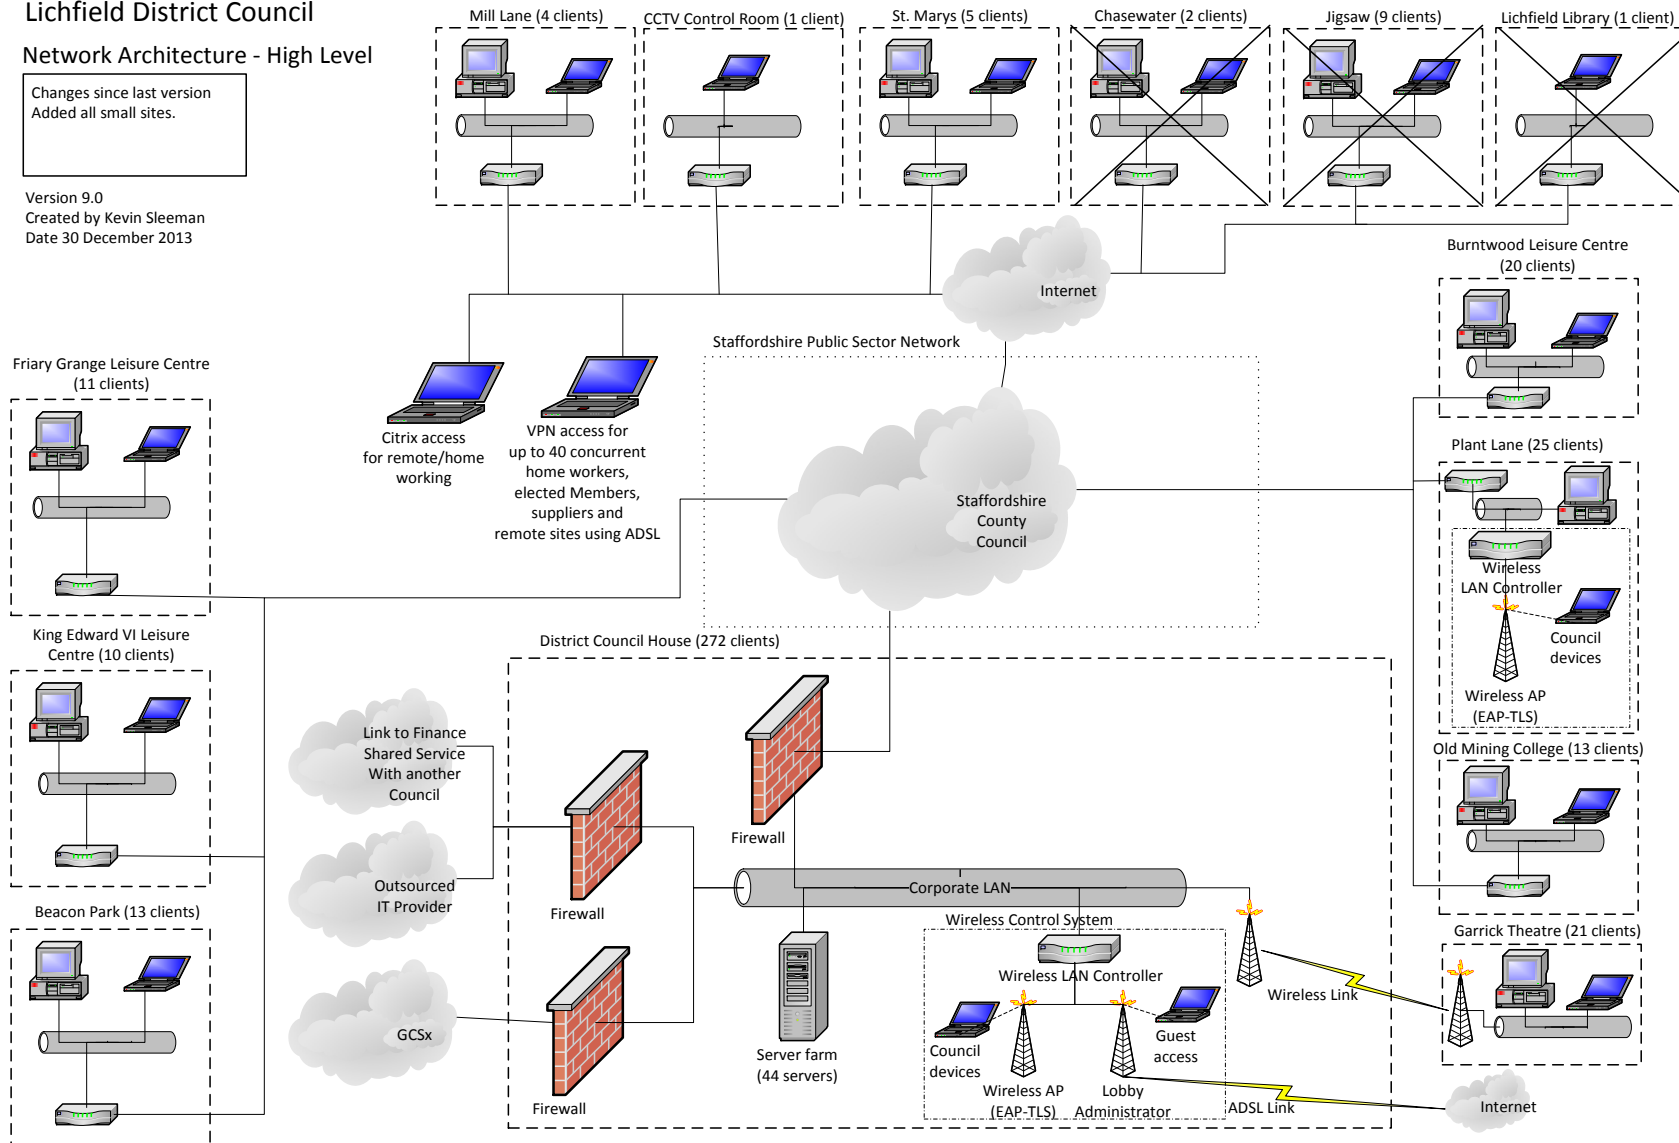 Lichfield District Council
Network Architecture - High Level
Changes since last version
Added all small sites.
Version 9.0
Created by Kevin Sleeman
Date 30 December 2013
Mill Lane (4 clients)
CCTV Control Room (1 client)
St. Marys (5 clients)
Chasewater (2 clients)
Jigsaw (9 clients)
Lichfield Library (1 client)
Internet
Burntwood Leisure Centre
(20 clients)
Staffordshire Public Sector Network
Friary Grange Leisure Centre
(11 clients)
Citrix access
for remote/home
working
VPN access for
up to 40 concurrent
home workers,
elected Members,
suppliers and
remote sites using ADSL
Staffordshire
County
Council
Plant Lane (25 clients)
Wireless
LAN Controller
Council
devices
Wireless AP
(EAP-TLS)
King Edward VI Leisure
Centre (10 clients)
District Council House (272 clients)
Link to Finance
Shared Service
With another
Council
Firewall
Old Mining College (13 clients)
Outsourced
IT Provider
Firewall
Corporate LAN
Beacon Park (13 clients)
Wireless Control System
Garrick Theatre (21 clients)
Wireless LAN Controller
Wireless Link
GCSx
Firewall
Server farm
(44 servers)
Council
devices
Wireless AP
(EAP-TLS)
Lobby
Administrator
Guest
access
ADSL Link
Internet